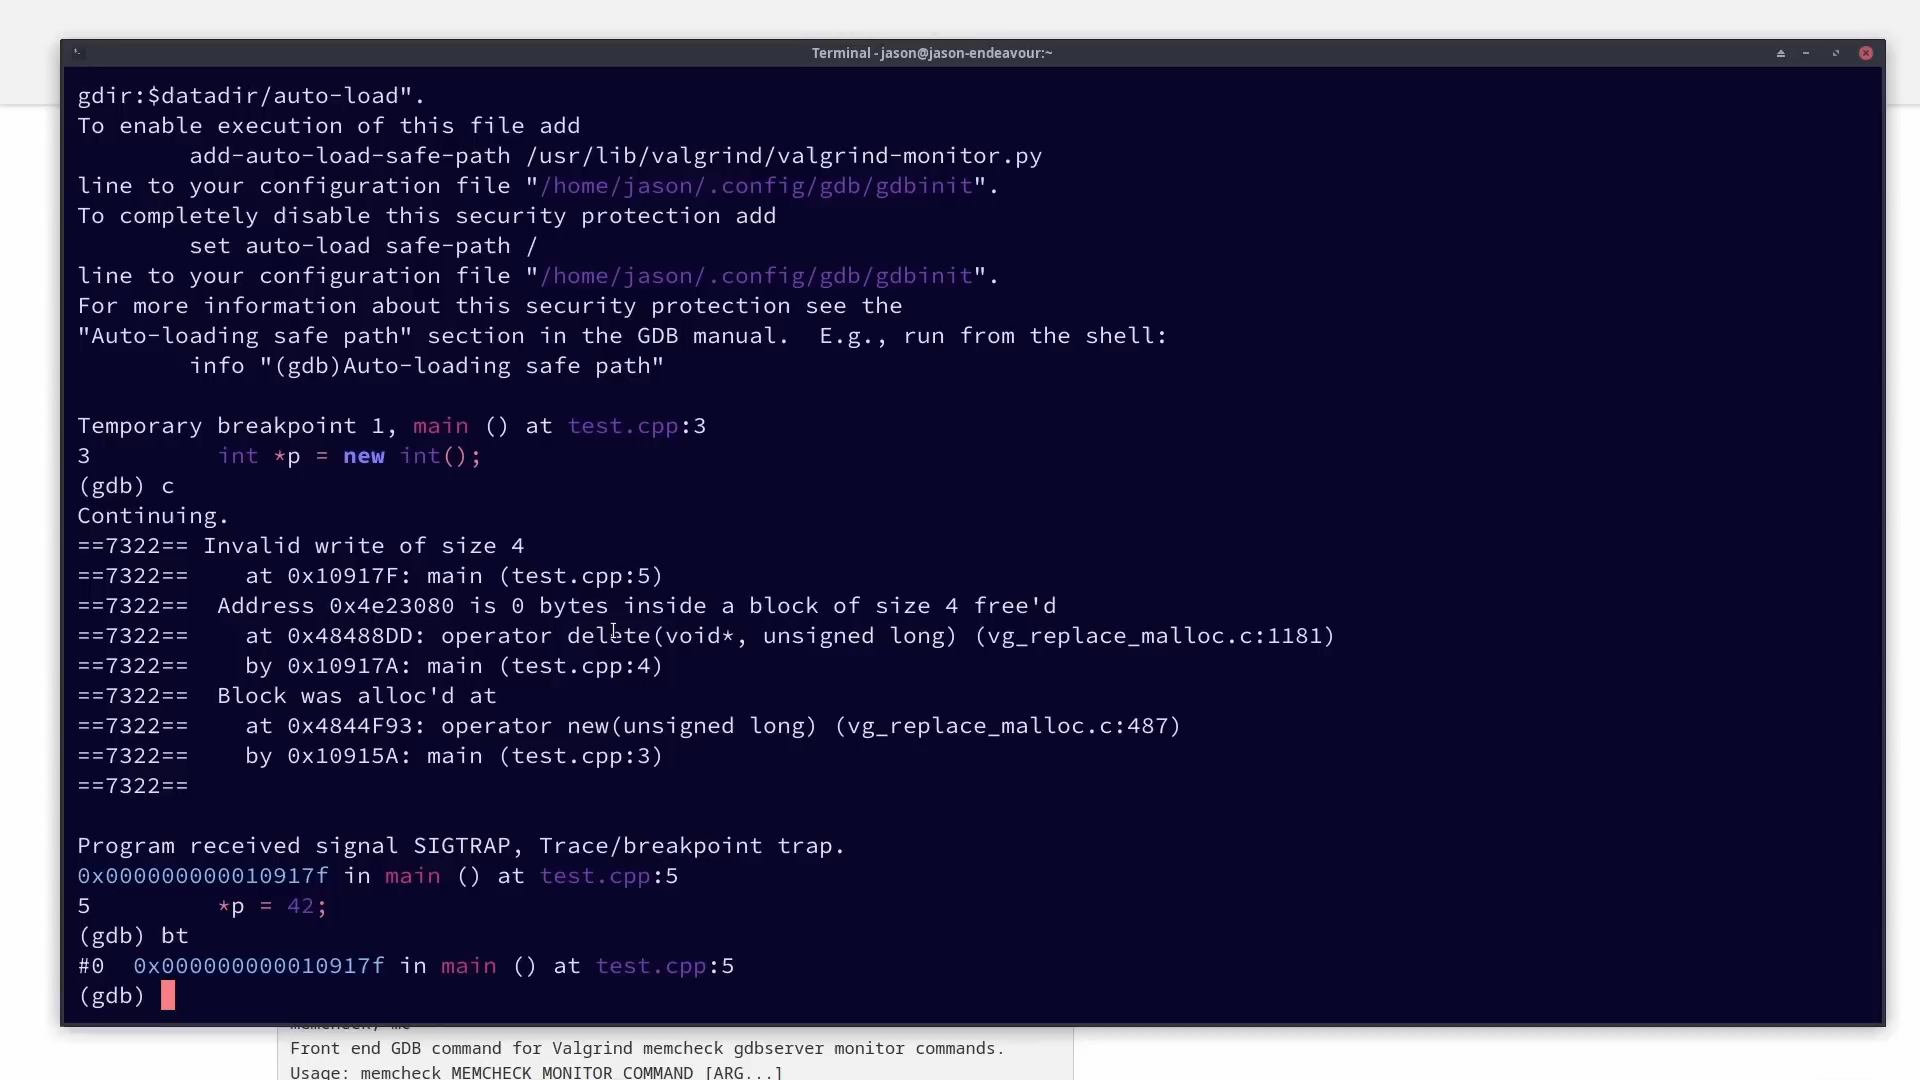 Terminal - jason@jason-endeavour:~
gdir:$datadir/auto-load".
To enable execution of this file add
        add-auto-load-safe-path /usr/lib/valgrind/valgrind-monitor.py
line to your configuration file "/home/jason/.config/gdb/gdbinit".
To completely disable this security protection add
        set auto-load safe-path /
line to your configuration file "/home/jason/.config/gdb/gdbinit".
For more information about this security protection see the
"Auto-loading safe path" section in the GDB manual.  E.g., run from the shell:
        info "(gdb)Auto-loading safe path"
Temporary breakpoint 1, main () at test.cpp:3
3         int *p = new int();
(gdb) c
Continuing.
==7322== Invalid write of size 4
==7322==    at 0x10917F: main (test.cpp:5)
==7322==  Address 0x4e23080 is 0 bytes inside a block of size 4 free'd
==7322==    at 0x48488DD: operator delete(void*, unsigned long) (vg_replace_malloc.c:1181)
==7322==    by 0x10917A: main (test.cpp:4)
==7322==  Block was alloc'd at
==7322==    at 0x4844F93: operator new(unsigned long) (vg_replace_malloc.c:487)
==7322==    by 0x10915A: main (test.cpp:3)
==7322==
Program received signal SIGTRAP, Trace/breakpoint trap.
0x000000000010917f in main () at test.cpp:5
5         *p = 42;
(gdb) bt
#0  0x000000000010917f in main () at test.cpp:5
(gdb)
Front end GDB command for Valgrind memcheck gdbserver monitor commands.
Usage: memcheck MEMCHECK_MONITOR_COMMAND [ARG...]